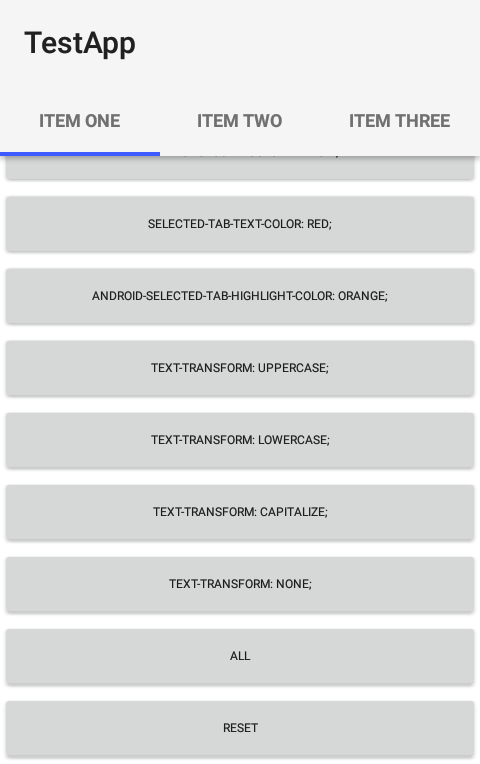 TestApp
ITEM ONE
ITEM TWO
ITEM THREE
SELECTED-TAB-TEXT-COLOR: RED;
ANDROID-SELECTED-TAB-HIGHLIGHT-COLOR: ORANGE;
TEXT-TRANSFORM: UPPERCASE;
TEXT-TRANSFORM: LOWERCASE;
TEXT-TRANSFORM: CAPITALIZE;
TEXT-TRANSFORM: NONE;
ALL
RESET